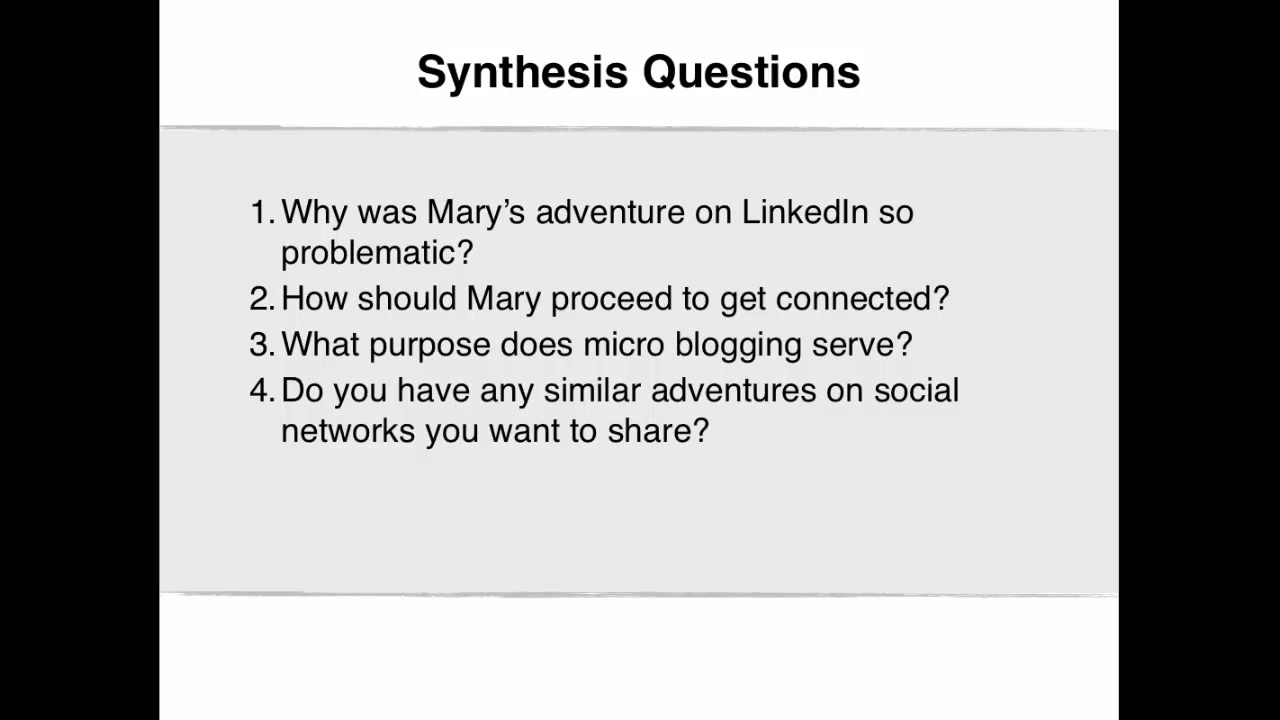 Synthesis Questions
1. Why was Mary’s adventure on LinkedIn so
problematic?
2. How should Mary proceed to get connected?
3. What purpose does micro blogging serve?
4. Do you have any similar adventures on social
networks you want to share?